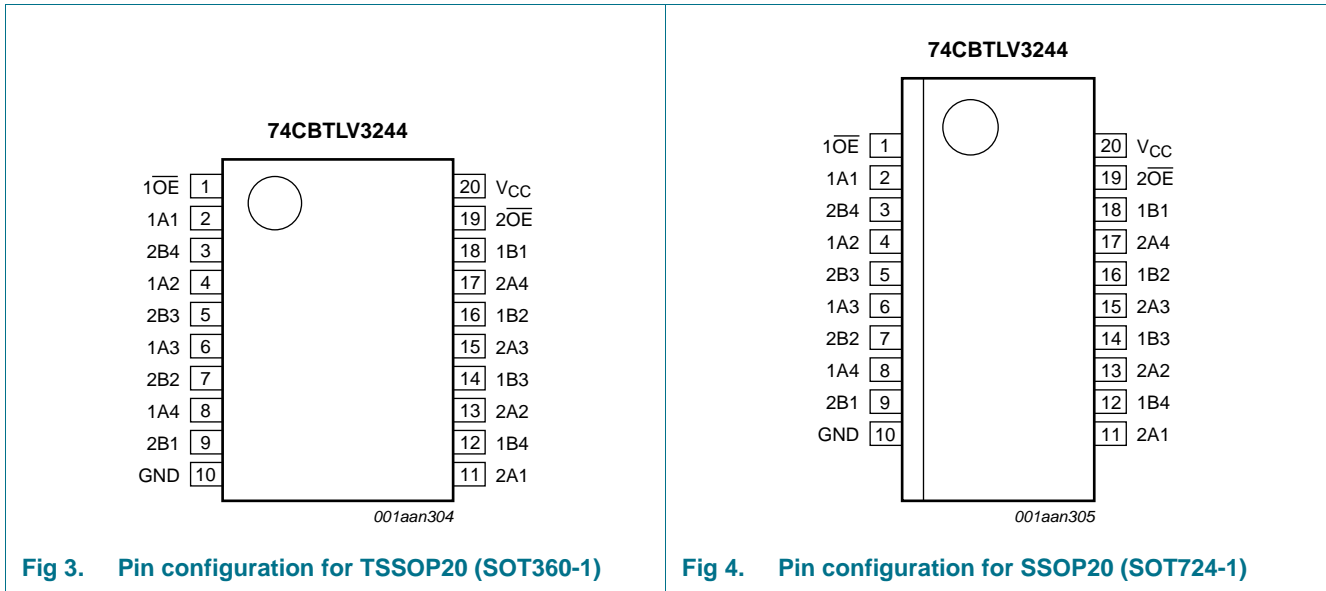 74CBTLV3244
1O̅E̅ 1
1A1 2
2B4 3
1A2 4
2B3 5
1A3 6
2B2 7
1A4 8
2B1 9
GND 10
20 VCC
19 2O̅E̅
18 1B1
17 2A4
16 1B2
15 2A3
14 1B3
13 2A2
12 1B4
11 2A1
001aan304
Fig 3. Pin configuration for TSSOP20 (SOT360-1)
74CBTLV3244
1O̅E̅ 1
1A1 2
2B4 3
1A2 4
2B3 5
1A3 6
2B2 7
1A4 8
2B1 9
GND 10
20 VCC
19 2O̅E̅
18 1B1
17 2A4
16 1B2
15 2A3
14 1B3
13 2A2
12 1B4
11 2A1
001aan305
Fig 4. Pin configuration for SSOP20 (SOT724-1)